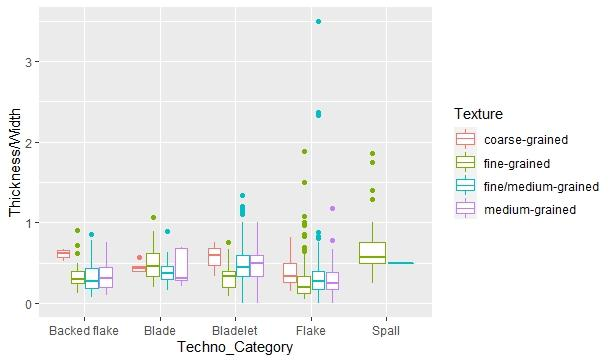 Thickness/Width
3
2
1
0
Backed flake
Blade
Bladelet
Flake
Spall
Techno_Category
Texture
coarse-grained
fine-grained
fine/medium-grained
medium-grained